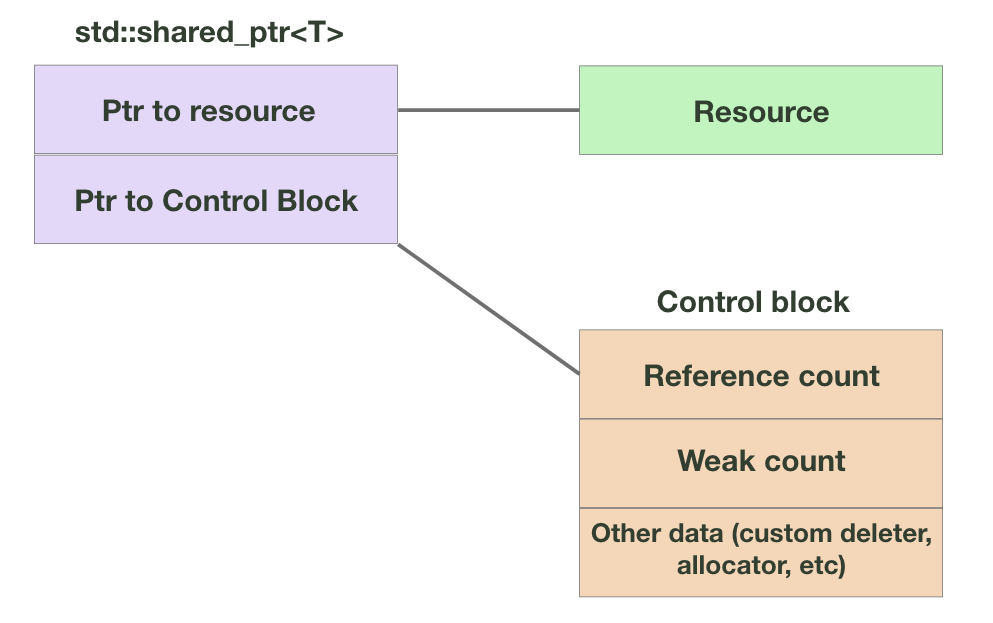 std::shared_ptr<T>
Ptr to resource
Resource
Ptr to Control Block
Control block
Reference count
Weak count
Other data (custom deleter,
allocator, etc)